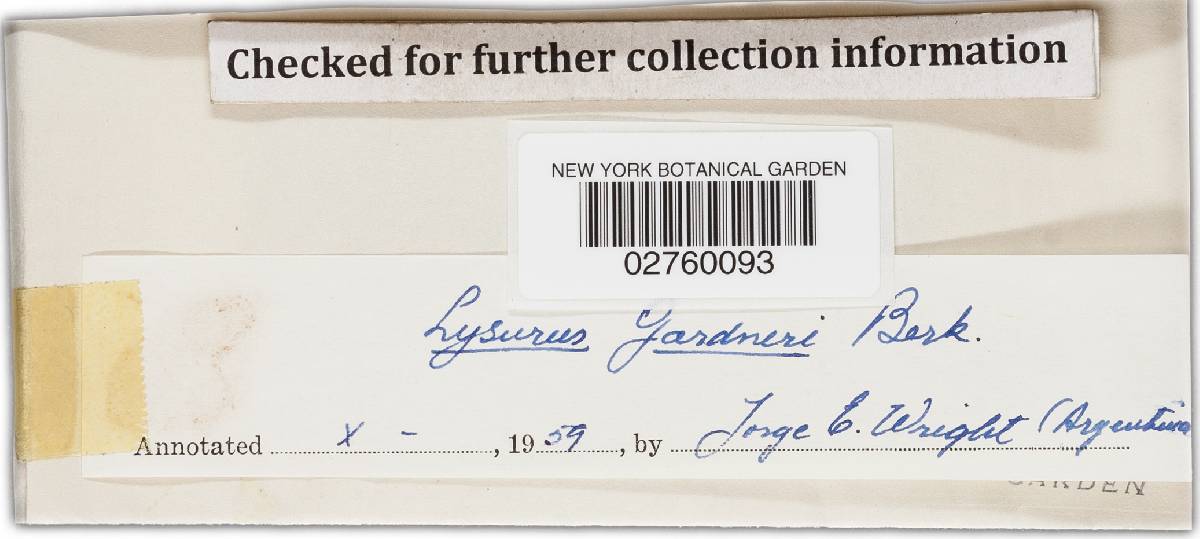 Checked for further collection information
NEW YORK BOTANICAL GARDEN
02760093
Lysurus gardneri Berk.
Annotated X - , 1959, by Jorge E. Wright (Argentina
GARDEN